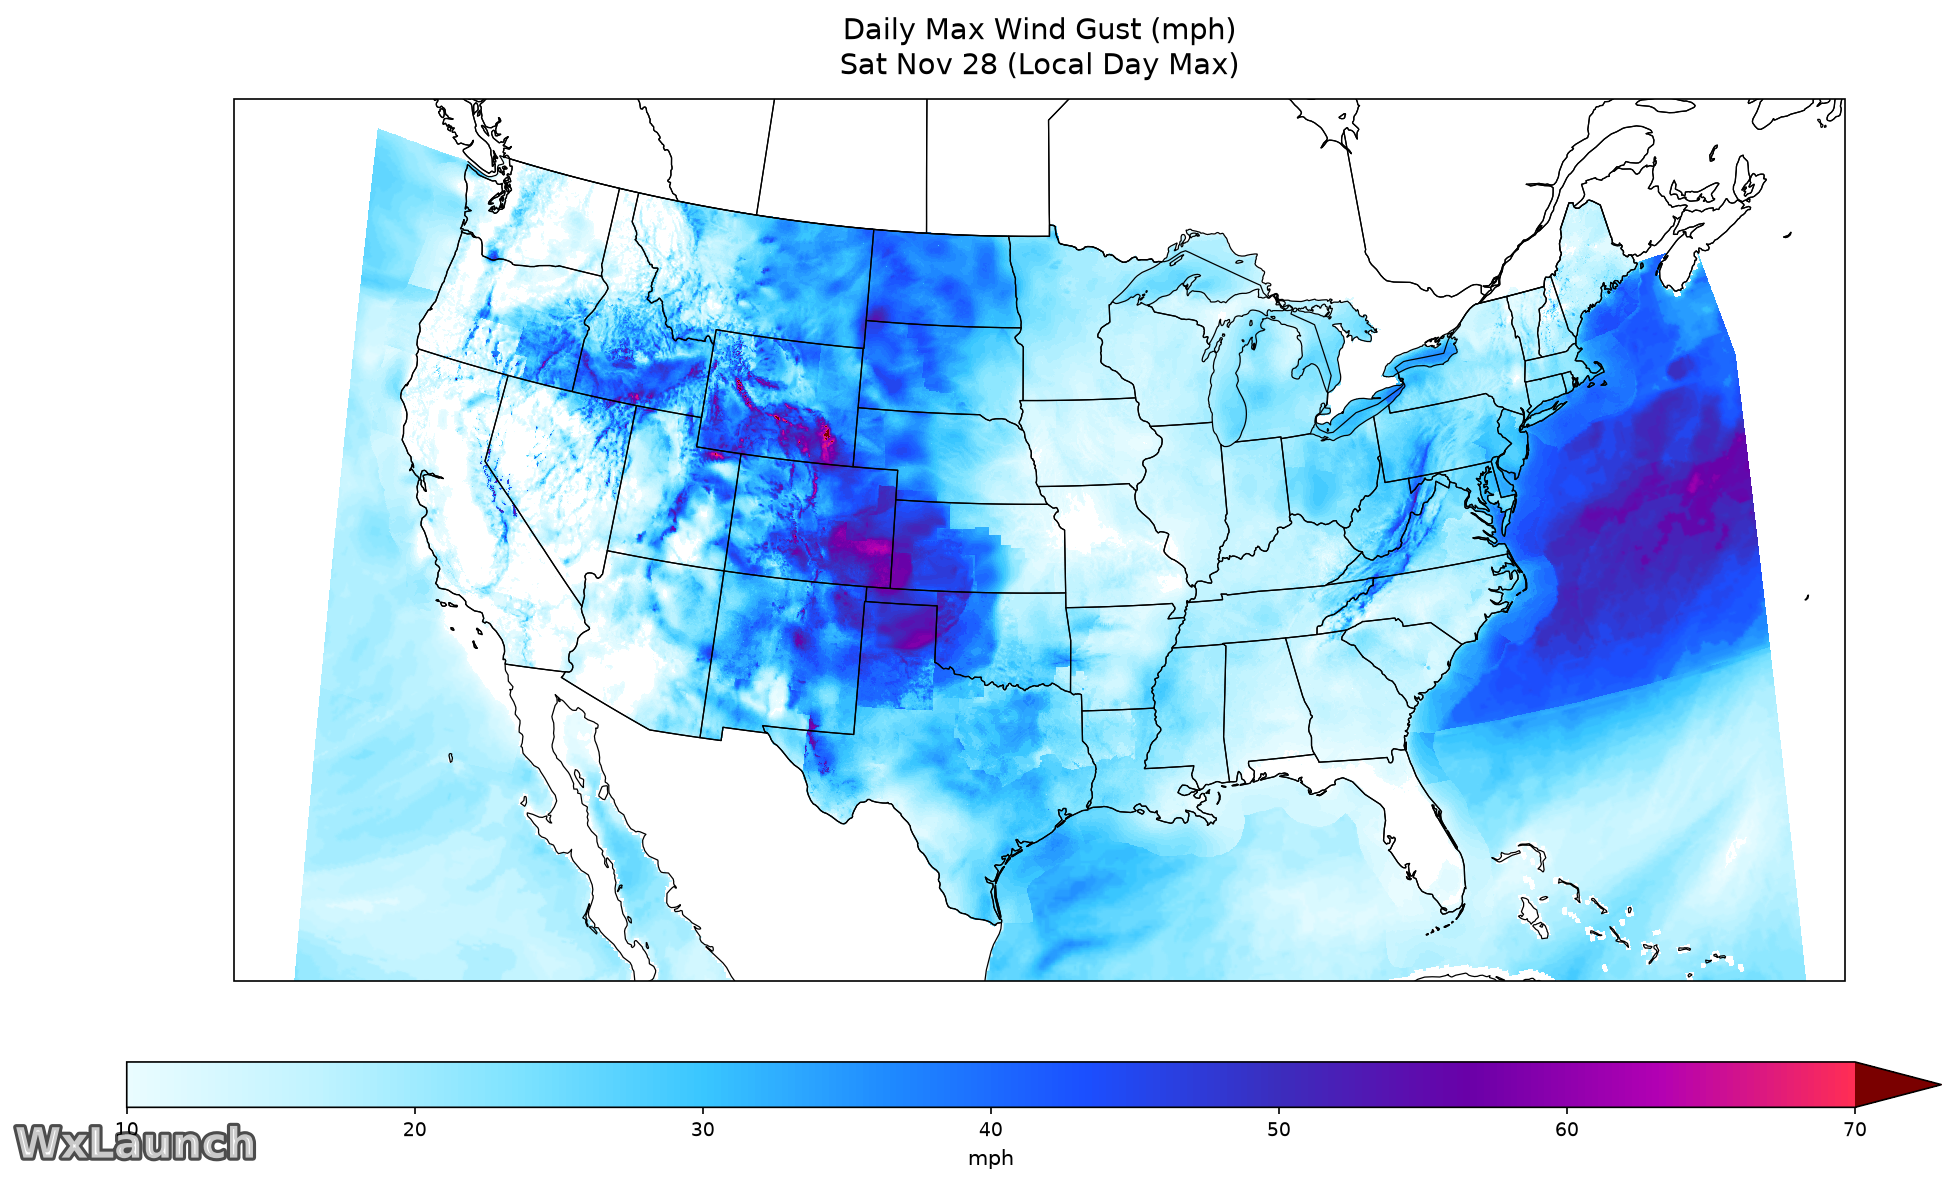 Daily Max Wind Gust (mph)
Sat Nov 28 (Local Day Max)
10 20 30 40 50 60 70
mph
WxLaunch